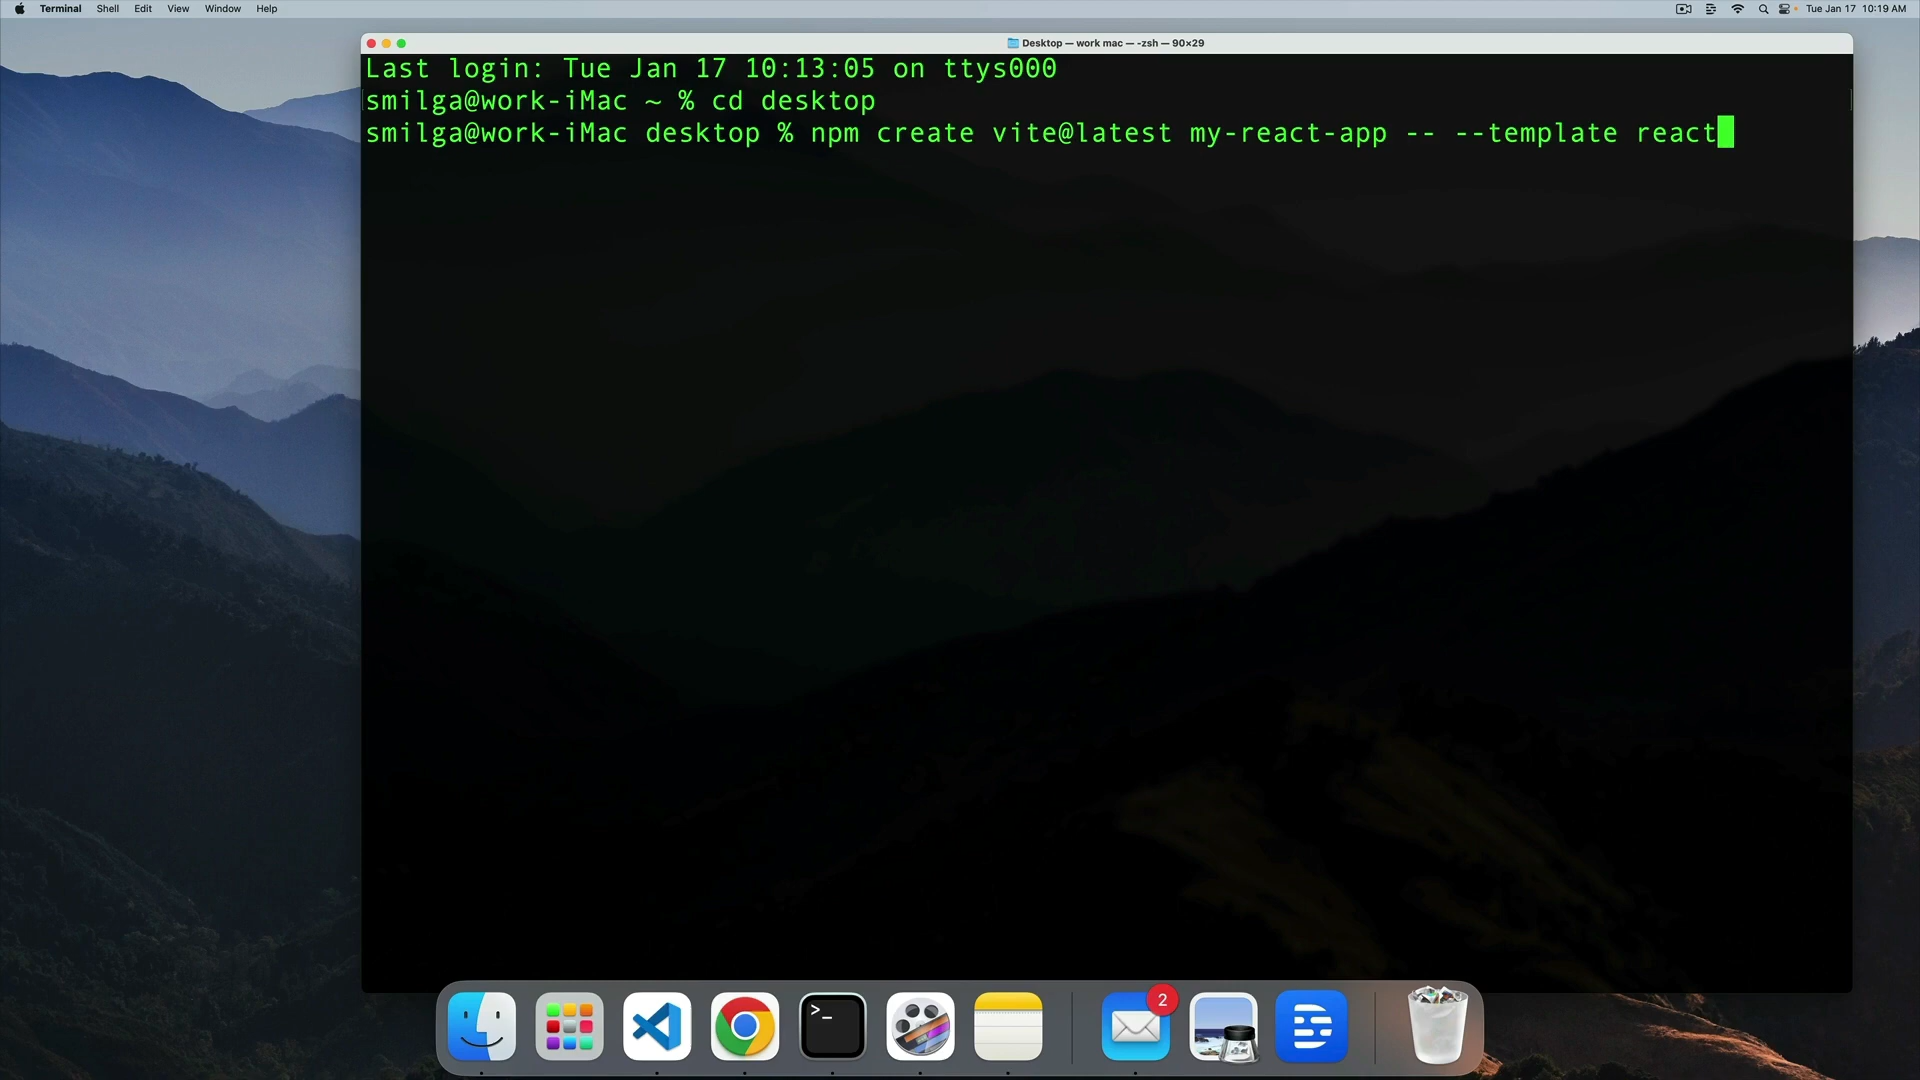 Terminal Shell Edit View Window Help Tue Jan 17 10:19 AM
Desktop — work mac — -zsh — 90×29
Last login: Tue Jan 17 10:13:05 on ttys000
smilga@work-iMac ~ % cd desktop
smilga@work-iMac desktop % npm create vite@latest my-react-app -- --template react
>_
2